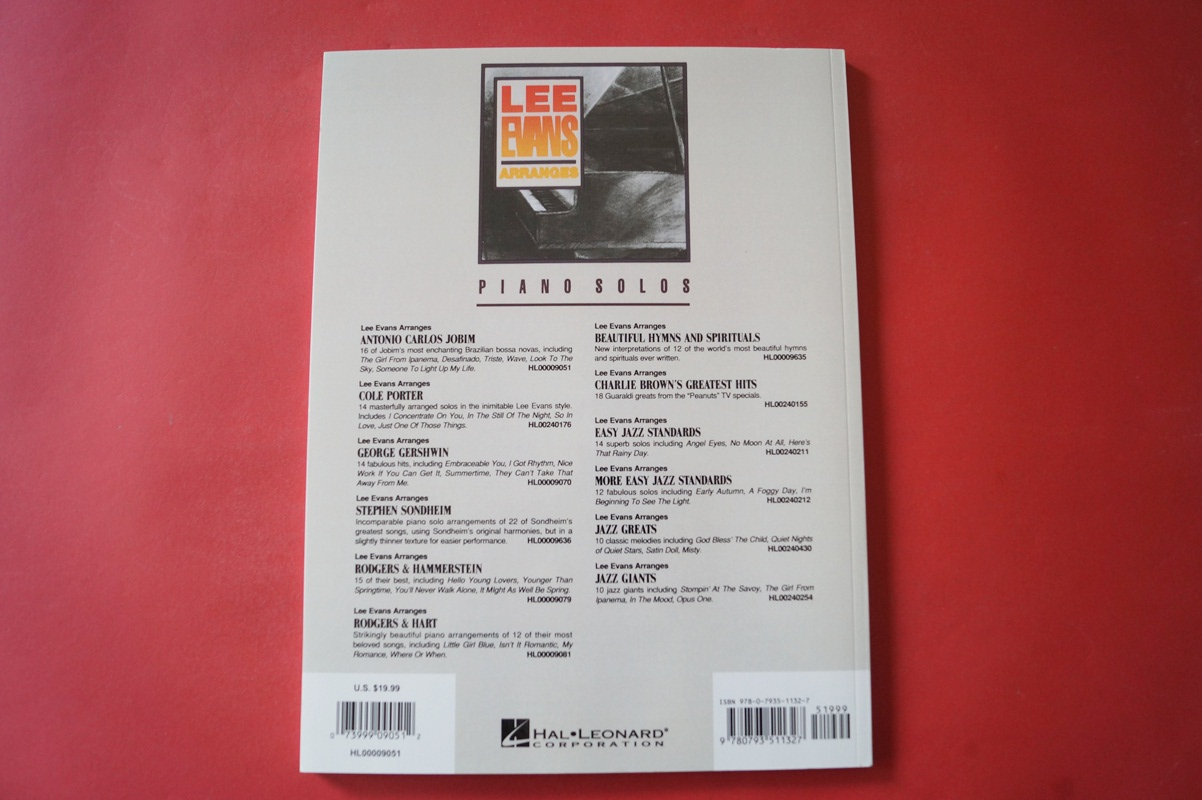 LEE
EVANS
ARRANGES
PIANO SOLOS
Lee Evans Arranges
ANTONIO CARLOS JOBIM
16 of Jobim's most enchanting Brazilian bossa novas, including
The Girl From Ipanema, Desafinado, Triste, Wave, Look To The
Sky, Someone To Light Up My Life. HL00009051
Lee Evans Arranges
COLE PORTER
14 masterfully arranged solos in the inimitable Lee Evans style.
Includes I Concentrate On You, In The Still Of The Night, So In
Love, Just One Of Those Things. HL00240176
Lee Evans Arranges
GEORGE GERSHWIN
14 fabulous hits, including Embraceable You, I Got Rhythm, Nice
Work If You Can Get It, Summertime, They Can't Take That
Away From Me. HL00009070
Lee Evans Arranges
STEPHEN SONDHEIM
Incomparable piano solo arrangements of 22 of Sondheim's
greatest songs, using Sondheim's original harmonies, but in a
slightly thinner texture for easier performance. HL00009636
Lee Evans Arranges
RODGERS & HAMMERSTEIN
15 of their best, including Hello Young Lovers, Younger Than
Springtime, You'll Never Walk Alone, It Might As Well Be Spring.
HL00009079
Lee Evans Arranges
RODGERS & HART
Strikingly beautiful piano arrangements of 12 of their most
beloved songs, including Little Girl Blue, Isn't It Romantic, My
Romance, Where Or When. HL00009081
Lee Evans Arranges
BEAUTIFUL HYMNS AND SPIRITUALS
New interpretations of 12 of the world's most beautiful hymns
and spirituals ever written. HL00009635
Lee Evans Arranges
CHARLIE BROWN'S GREATEST HITS
18 Guaraldi greats from the "Peanuts" TV specials.
HL00240155
Lee Evans Arranges
EASY JAZZ STANDARDS
14 superb solos including Angel Eyes, No Moon At All, Here's
That Rainy Day. HL00240211
Lee Evans Arranges
MORE EASY JAZZ STANDARDS
12 fabulous solos including Early Autumn, A Foggy Day, I'm
Beginning To See The Light. HL00240212
Lee Evans Arranges
JAZZ GREATS
10 classic melodies including God Bless' The Child, Quiet Nights
of Quiet Stars, Satin Doll, Misty. HL00240430
Lee Evans Arranges
JAZZ GIANTS
10 jazz giants including Stompin' At The Savoy, The Girl From
Ipanema, In The Mood, Opus One. HL00240254
U.S. $19.99
0 73999 09051 2
HL00009051
HAL•LEONARD®
CORPORATION
ISBN 978-0-7935-1132-7
51999
9 780793 511327